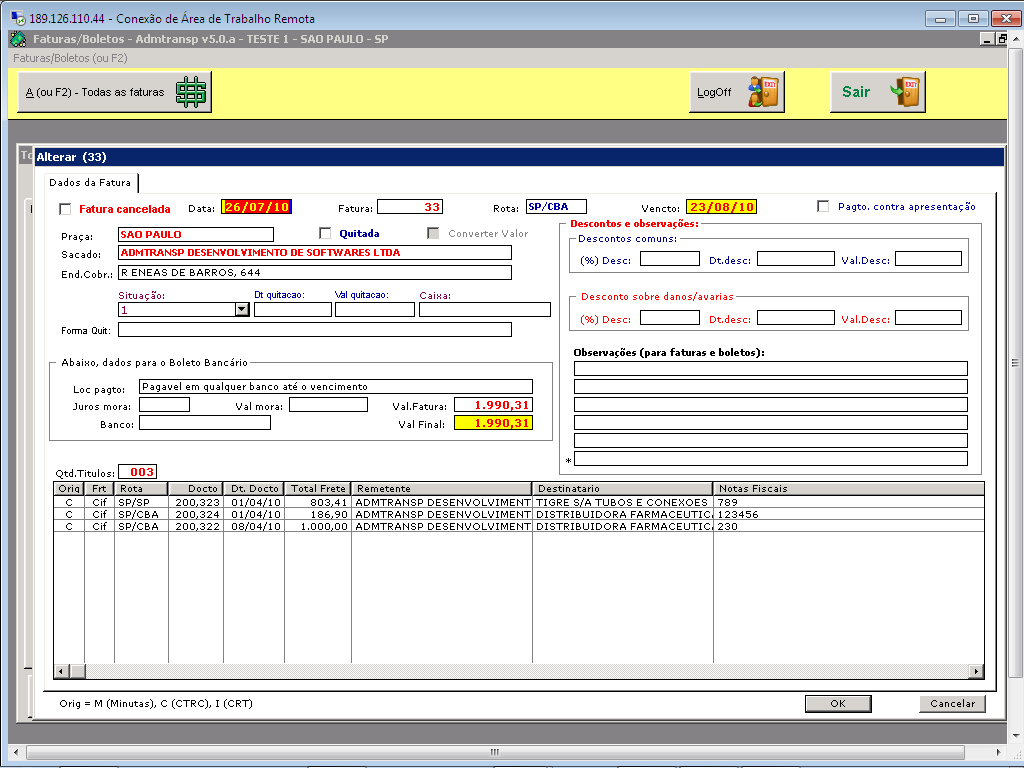 189.126.110.44 - Conexão de Área de Trabalho Remota
Faturas/Boletos - Admtransp v5.0.a - TESTE 1 - SAO PAULO - SP
Faturas/Boletos (ou F2)
A (ou F2) - Todas as faturas
LogOff
EXIT
Sair
EXIT
Alterar (33)
Dados da Fatura
Fatura cancelada Data: 26/07/10 Fatura: 33 Rota: SP/CBA Vencto: 23/08/10 Pagto. contra apresentação
Praça: SAO PAULO Quitada Converter Valor
Sacado: ADMTRANSP DESENVOLVIMENTO DE SOFTWARES LTDA
End.Cobr.: R ENEAS DE BARROS, 644
Situação: Dt quitacao: Val quitacao: Caixa:
1
Forma Quit:
Descontos e observações:
Descontos comuns:
(%) Desc: Dt.desc: Val.Desc:
Desconto sobre danos/avarias
(%) Desc: Dt.desc: Val.Desc:
Observações (para faturas e boletos):
*
Abaixo, dados para o Boleto Bancário
Loc pagto: Pagavel em qualquer banco até o vencimento
Juros mora: Val mora: Val.Fatura: 1.990,31
Banco: Val Final: 1.990,31
Qtd.Titulos: 003
Orig Frt Rota Docto Dt. Docto Total Frete Remetente Destinatario Notas Fiscais
C Cif SP/SP 200,323 01/04/10 803,41 ADMTRANSP DESENVOLVIMENT TIGRE S/A TUBOS E CONEXOES 789
C Cif SP/CBA 200,324 01/04/10 186,90 ADMTRANSP DESENVOLVIMENT DISTRIBUIDORA FARMACEUTICA 123456
C Cif SP/CBA 200,322 08/04/10 1.000,00 ADMTRANSP DESENVOLVIMENT DISTRIBUIDORA FARMACEUTICA 230
Orig = M (Minutas), C (CTRC), I (CRT)
OK
Cancelar